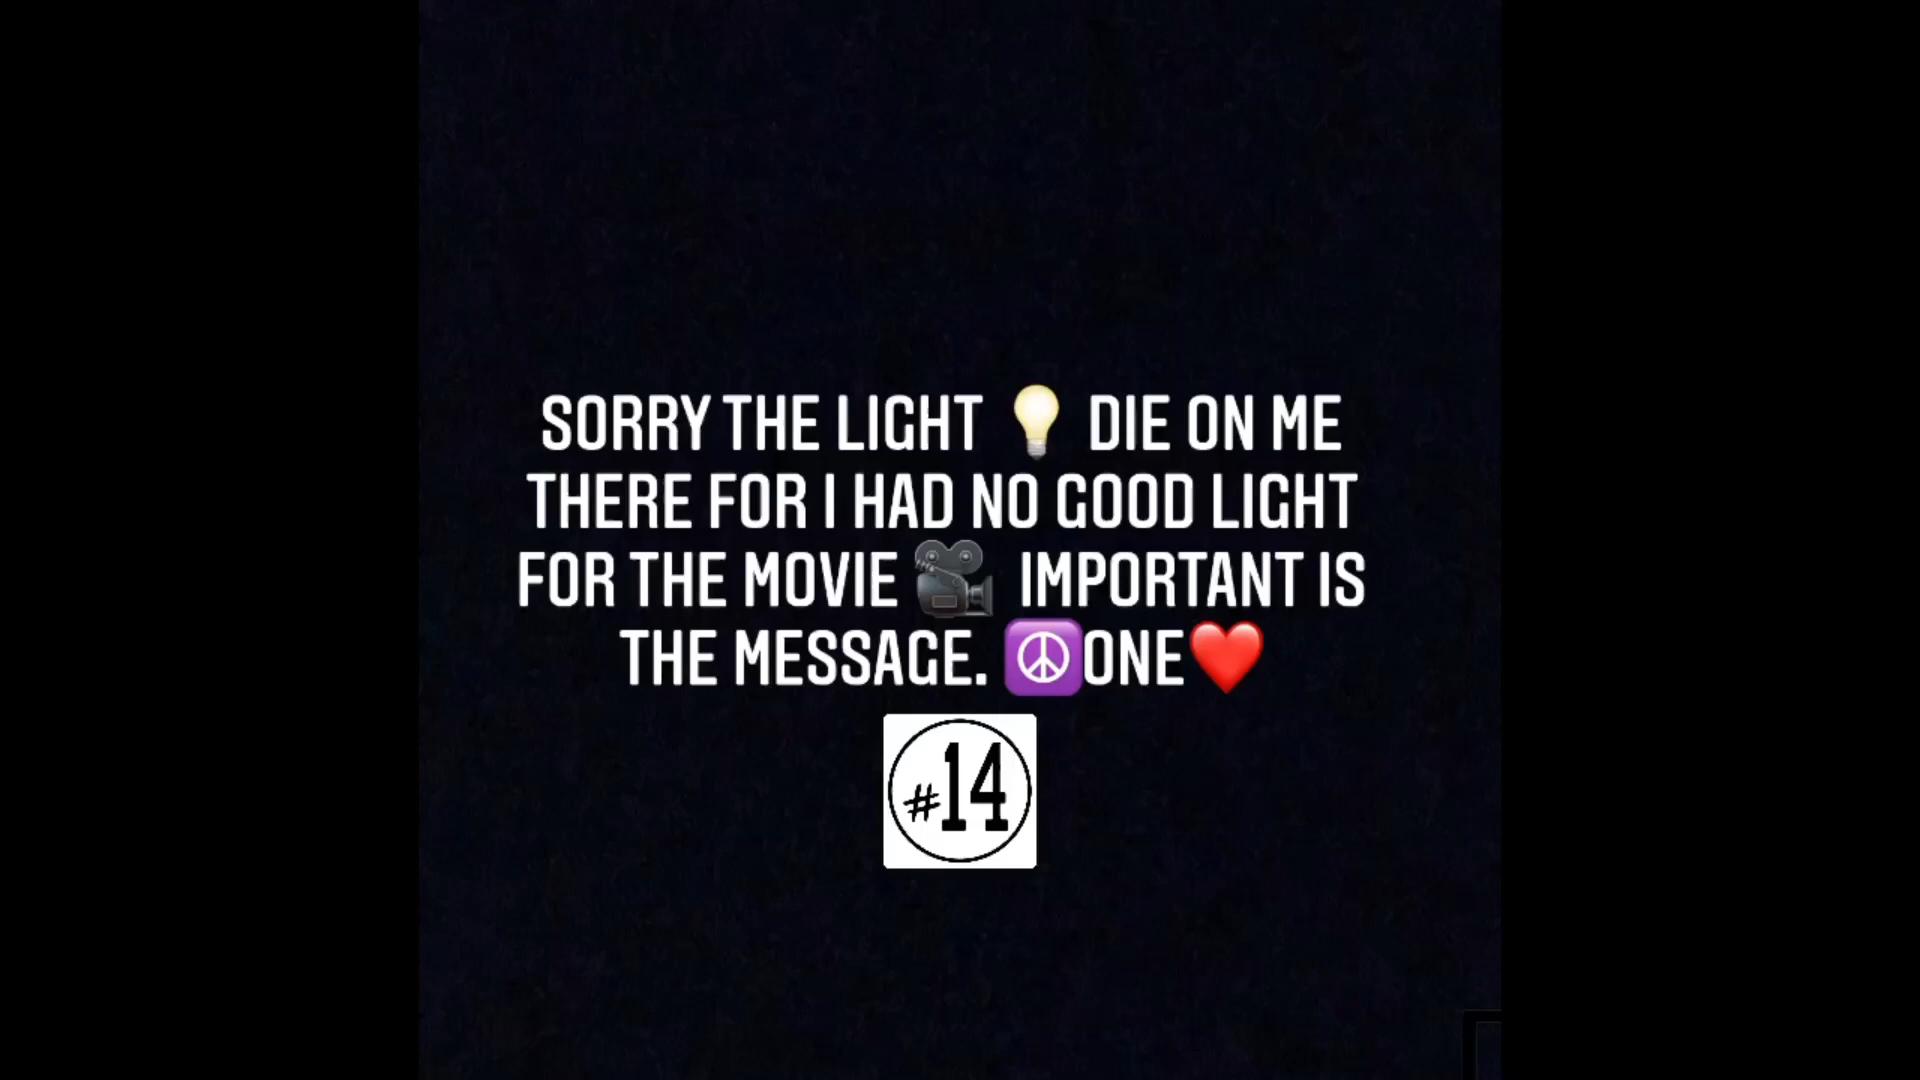 SORRY THE LIGHT 💡 DIE ON ME
THERE FOR I HAD NO GOOD LIGHT
FOR THE MOVIE 🎥 IMPORTANT IS
THE MESSAGE. ☮️ONE❤️
#14